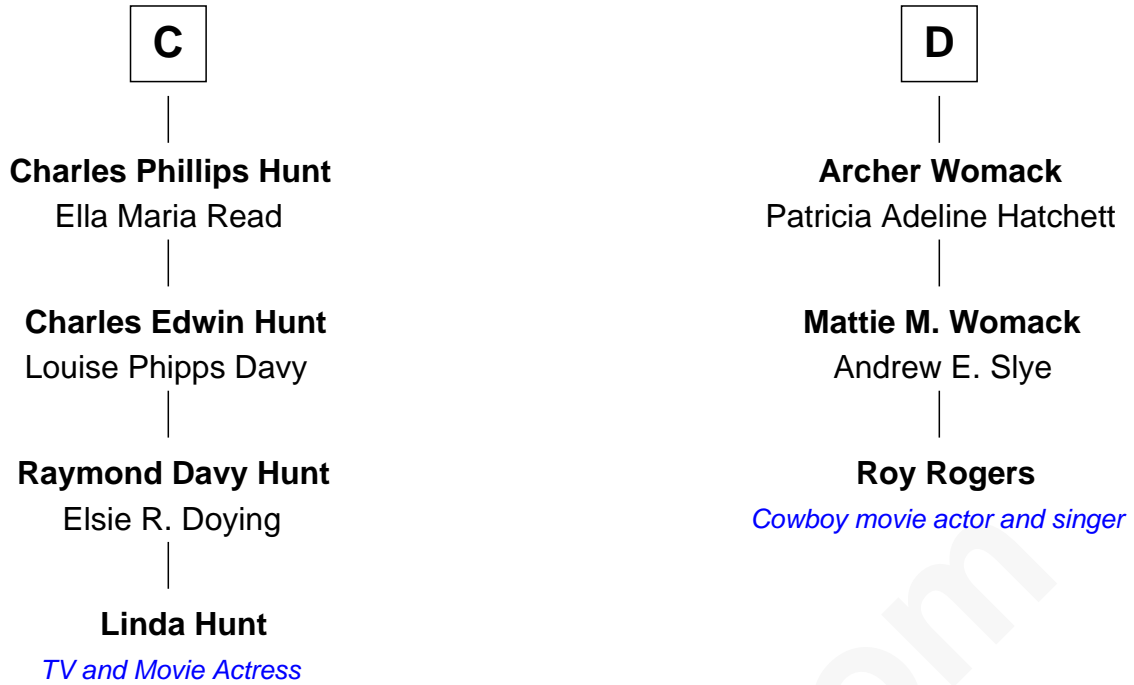 C
Charles Phillips Hunt
Ella Maria Read
Charles Edwin Hunt
Louise Phipps Davy
Raymond Davy Hunt
Elsie R. Doying
Linda Hunt
TV and Movie Actress
D
Archer Womack
Patricia Adeline Hatchett
Mattie M. Womack
Andrew E. Slye
Roy Rogers
Cowboy movie actor and singer
om